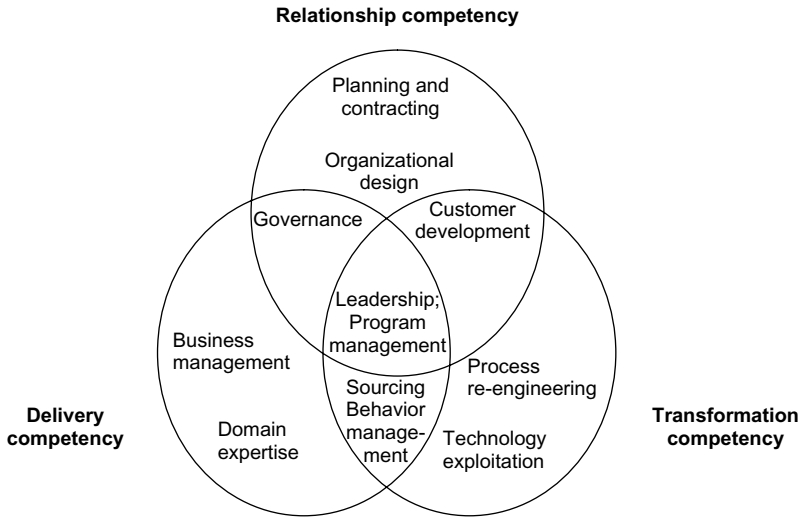 Relationship competency
Planning and
contracting
Organizational
design
Governance
Customer
development
Leadership;
Program
management
Business
management
Process
re-engineering
Sourcing
Behavior
manage-
ment
Delivery
competency
Domain
expertise
Technology
exploitation
Transformation
competency